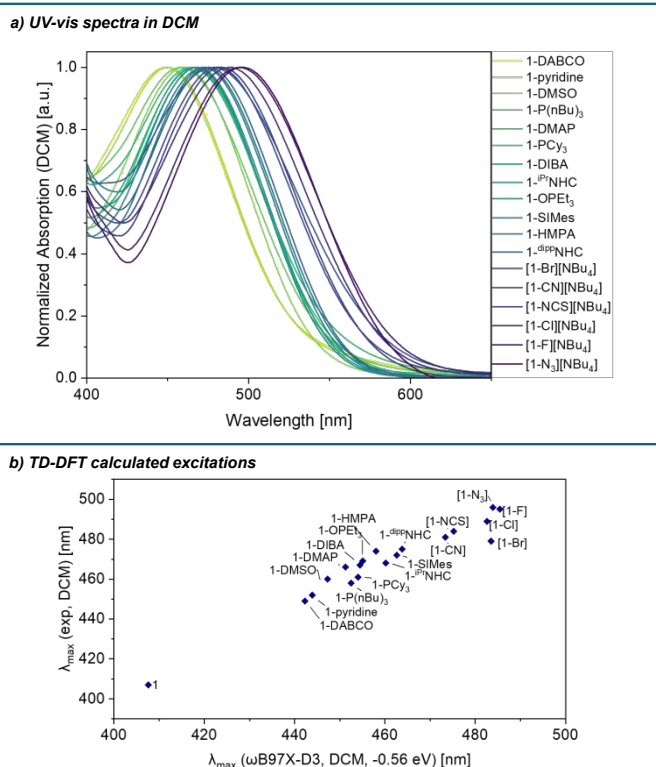 a) UV-vis spectra in DCM
Normalized Absorption (DCM) [a.u.]
1.0
0.8
0.6
0.4
0.2
0.0
400
500
600
Wavelength [nm]
1-DABCO
1-pyridine
1-DMSO
1-P(nBu)₃
1-DMAP
1-PCy₃
1-DIBA
1-ⁱᴾʳNHC
1-OPEt₃
1-SIMes
1-HMPA
1-ᵈⁱᵖᵖNHC
[1-Br][NBu₄]
[1-CN][NBu₄]
[1-NCS][NBu₄]
[1-Cl][NBu₄]
[1-F][NBu₄]
[1-N₃][NBu₄]
b) TD-DFT calculated excitations
λmax (exp, DCM) [nm]
500
480
460
440
420
400
[1-N₃]
[1-F]
[1-Cl]
[1-Br]
[1-NCS]
[1-CN]
1-HMPA
1-OPEt₃
1-ᵈⁱᵖᵖNHC
1-DIBA
1-SIMes
1-DMAP
1-ⁱᴾʳNHC
1-DMSO
1-PCy₃
1-P(nBu)₃
1-pyridine
1-DABCO
1
400
420
440
460
480
500
λmax (ωB97X-D3, DCM, -0.56 eV) [nm]